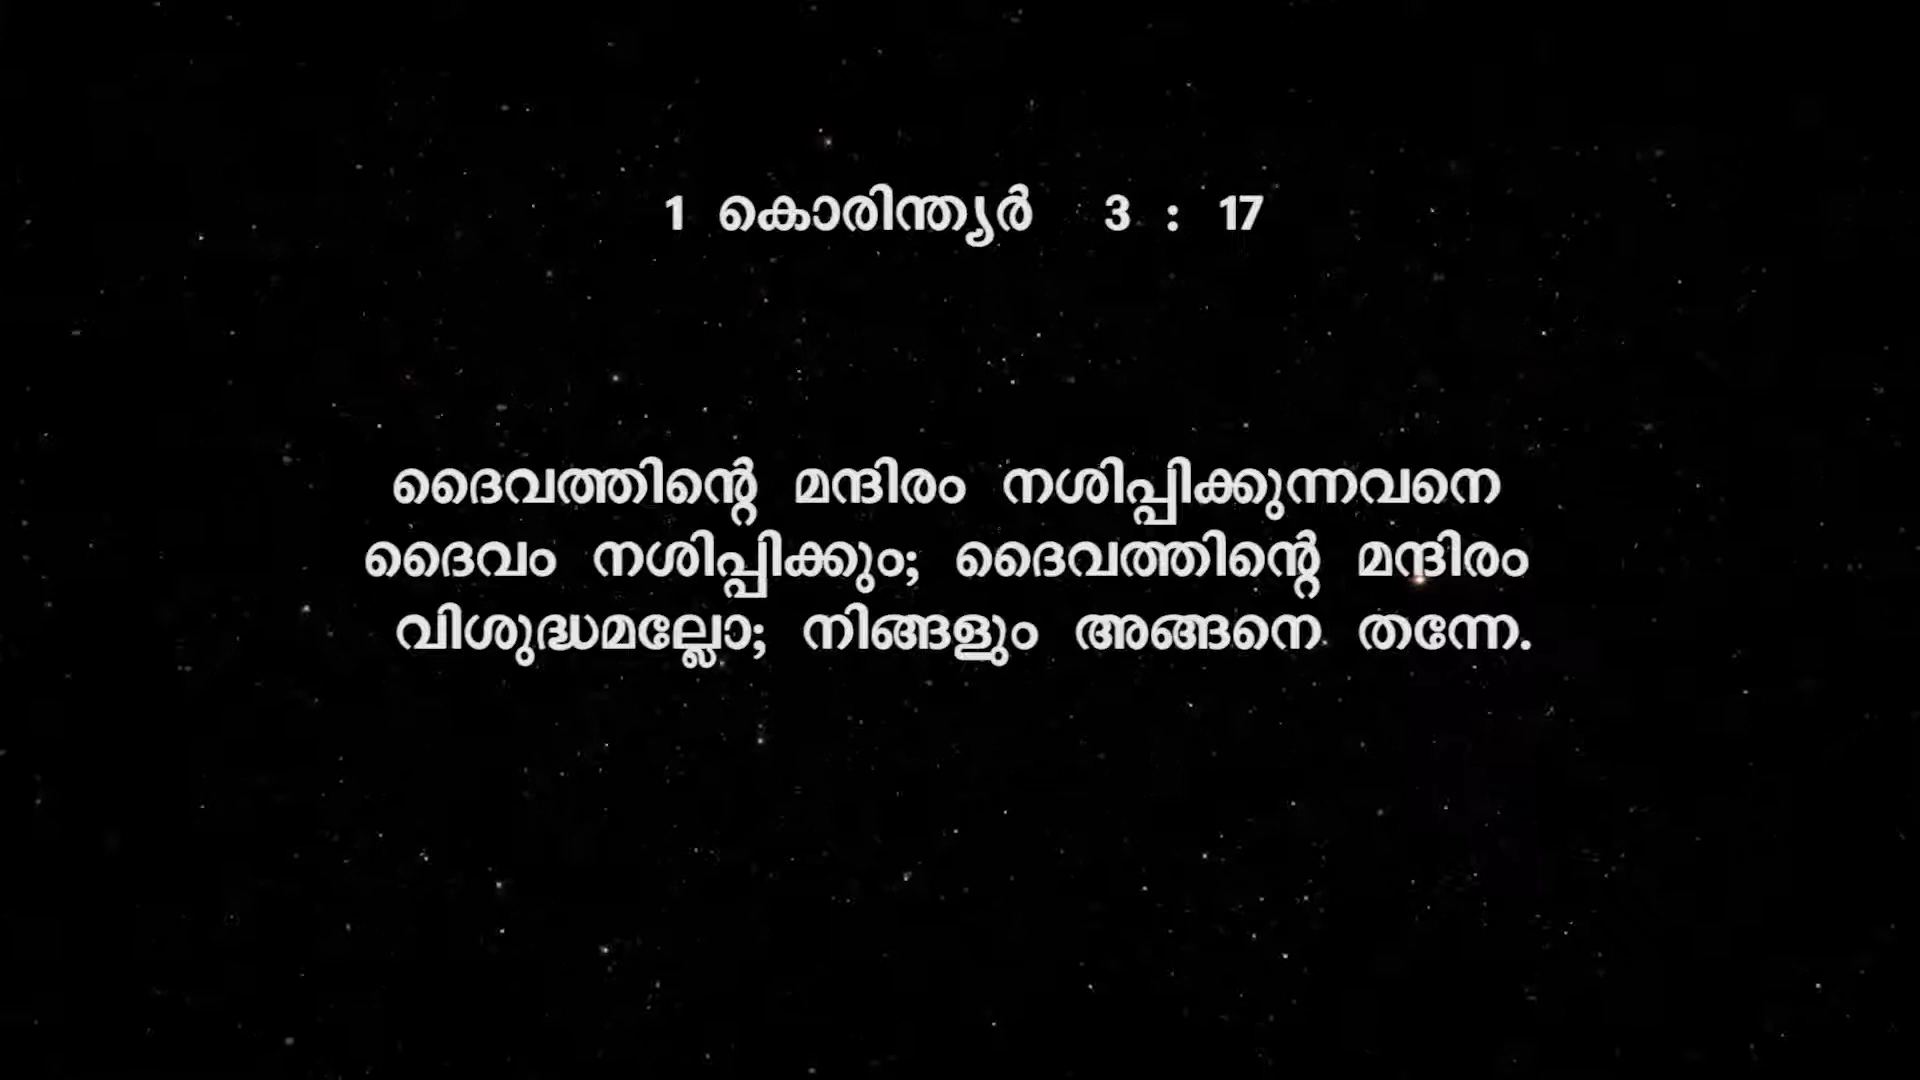 1 കൊരിന്ത്യർ 3 : 17
ദൈവത്തിന്റെ മന്ദിരം നശിപ്പിക്കുന്നവനെ
ദൈവം നശിപ്പിക്കും; ദൈവത്തിന്റെ മന്ദിരം
വിശുദ്ധമല്ലോ; നിങ്ങളും അങ്ങനെ തന്നേ.